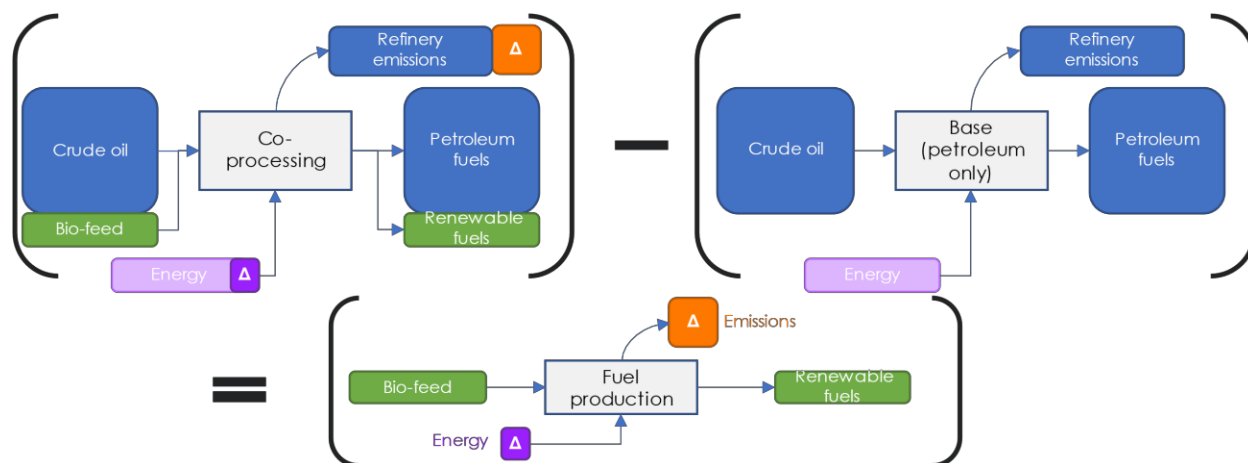 Refinery
emissions
Δ
Crude oil
Co-
processing
Petroleum
fuels
Bio-feed
Renewable
fuels
Energy
Δ
Refinery
emissions
Crude oil
Base
(petroleum
only)
Petroleum
fuels
Energy
Δ
Emissions
Bio-feed
Fuel
production
Renewable
fuels
Energy
Δ